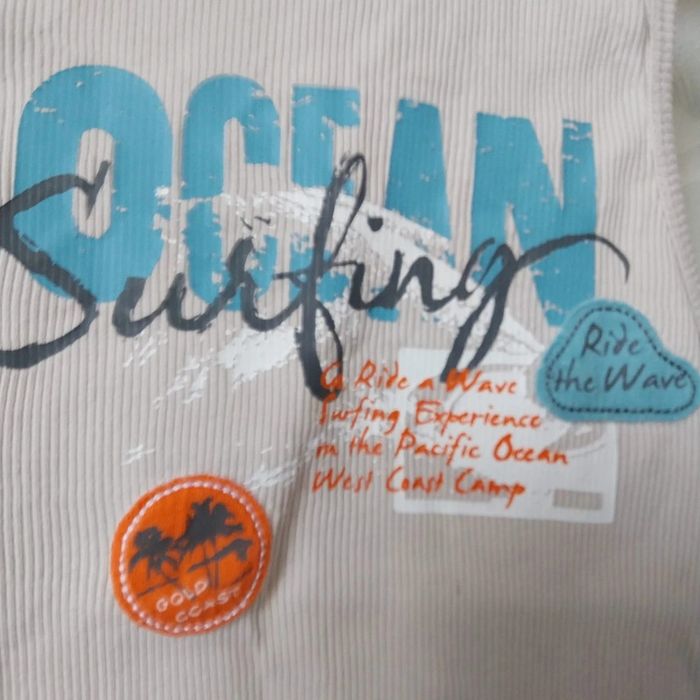 OCEAN
Surfing
Ride
the Wave
Go Ride a Wave
Surfing Experience
on the Pacific Ocean
West Coast Camp
GOLD
COAST